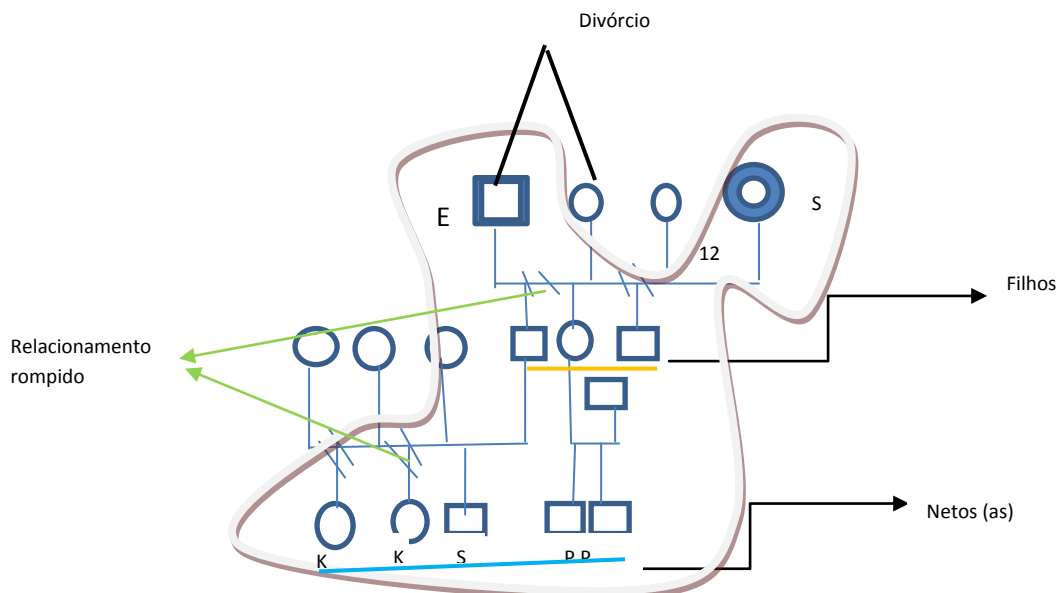 Divórcio
E
S
12
Filhos
Relacionamento
rompido
Netos (as)
K K S P P